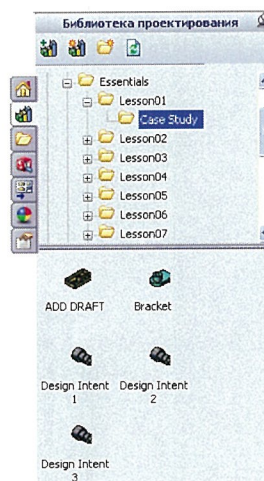 Библиотека проектирования
Essentials
Lesson01
Case Study
Lesson02
Lesson03
Lesson04
Lesson05
Lesson06
Lesson07
ADD DRAFT Bracket
Design Intent Design Intent
1 2
Design Intent
3